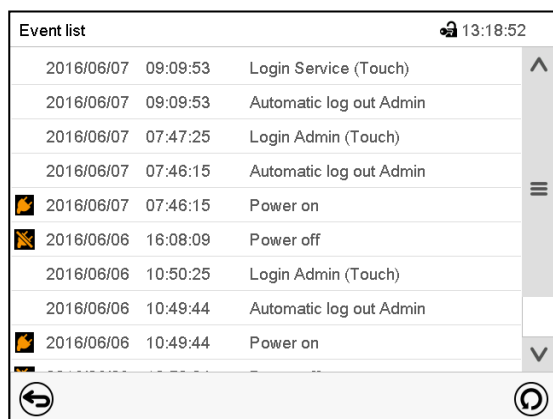 Event list 13:18:52
2016/06/07 09:09:53 Login Service (Touch)
2016/06/07 09:09:53 Automatic log out Admin
2016/06/07 07:47:25 Login Admin (Touch)
2016/06/07 07:46:15 Automatic log out Admin
2016/06/07 07:46:15 Power on
2016/06/06 16:08:09 Power off
2016/06/06 10:50:25 Login Admin (Touch)
2016/06/06 10:49:44 Automatic log out Admin
2016/06/06 10:49:44 Power on